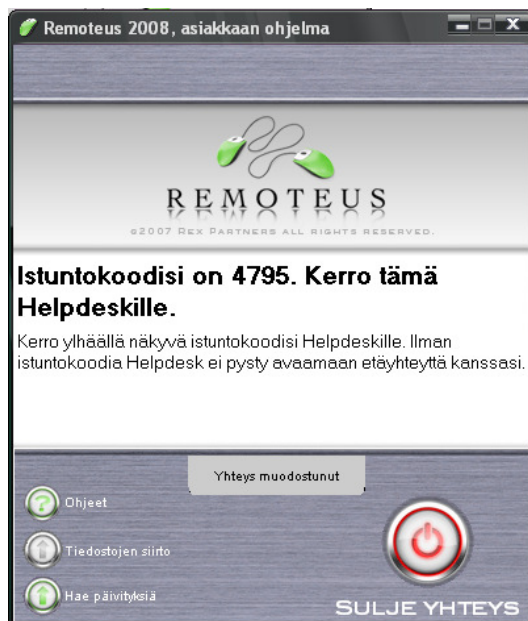 Remoteus 2008, asiakkaan ohjelma
REMOTEUS
©2007 REX PARTNERS ALL RIGHTS RESERVED.
Istuntokoodisi on 4795. Kerro tämä
Helpdeskille.
Kerro ylhäällä näkyvä istuntokoodisi Helpdeskille. Ilman
istuntokoodia Helpdesk ei pysty avaamaan etäyhteyttä kanssasi.
Yhteys muodostunut
Ohjeet
Tiedostojen siirto
Hae päivityksiä
SULJE YHTEYS